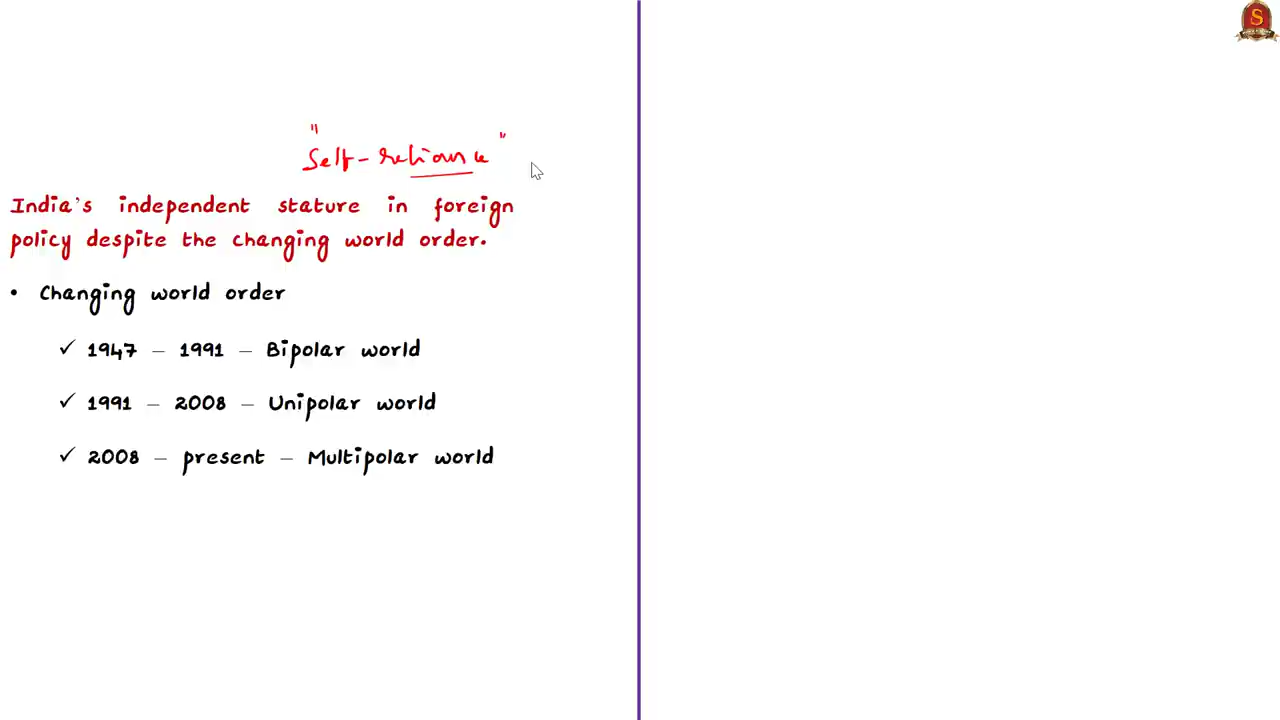 "Self-reliance"
India's independent stature in foreign
policy despite the changing world order.
• Changing world order
✓ 1947 – 1991 – Bipolar world
✓ 1991 – 2008 – Unipolar world
✓ 2008 – present – Multipolar world
S